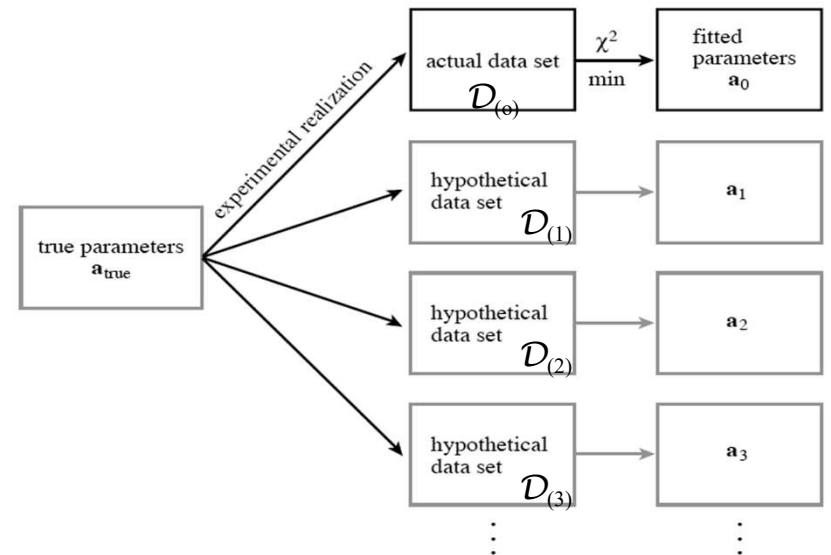 true parameters
a_true
experimental realization
actual data set
𝒟(o)
χ²
min
fitted
parameters
a₀
hypothetical
data set
𝒟(1)
a₁
hypothetical
data set
𝒟(2)
a₂
hypothetical
data set
𝒟(3)
a₃
⋮
⋮